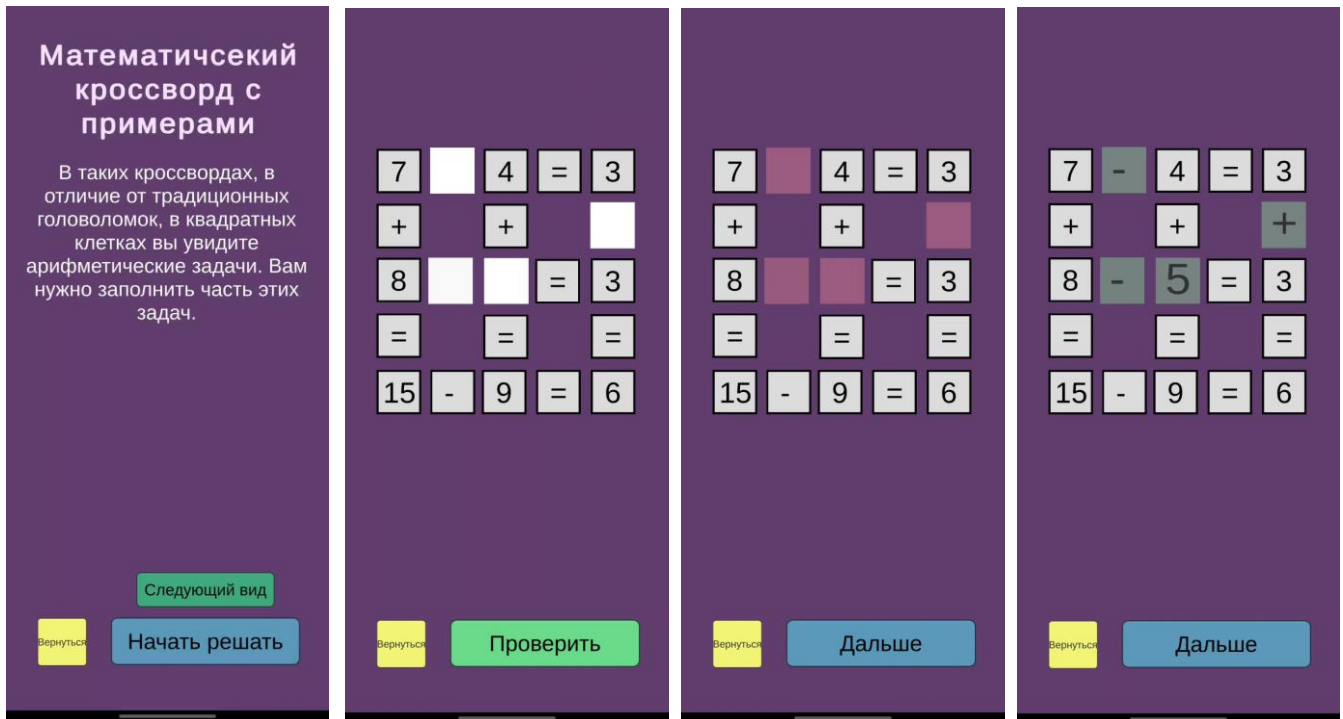 Математичсекий
кроссворд с
примерами
В таких кроссвордах, в
отличие от традиционных
головоломок, в квадратных
клетках вы увидите
арифметические задачи. Вам
нужно заполнить часть этих
задач.
Следующий вид
Вернуться
Начать решать
7 4 = 3
+ +
8 = 3
= = =
15 - 9 = 6
Вернуться
Проверить
7 4 = 3
+ +
8 = 3
= = =
15 - 9 = 6
Вернуться
Дальше
7 - 4 = 3
+ + +
8 - 5 = 3
= = =
15 - 9 = 6
Вернуться
Дальше